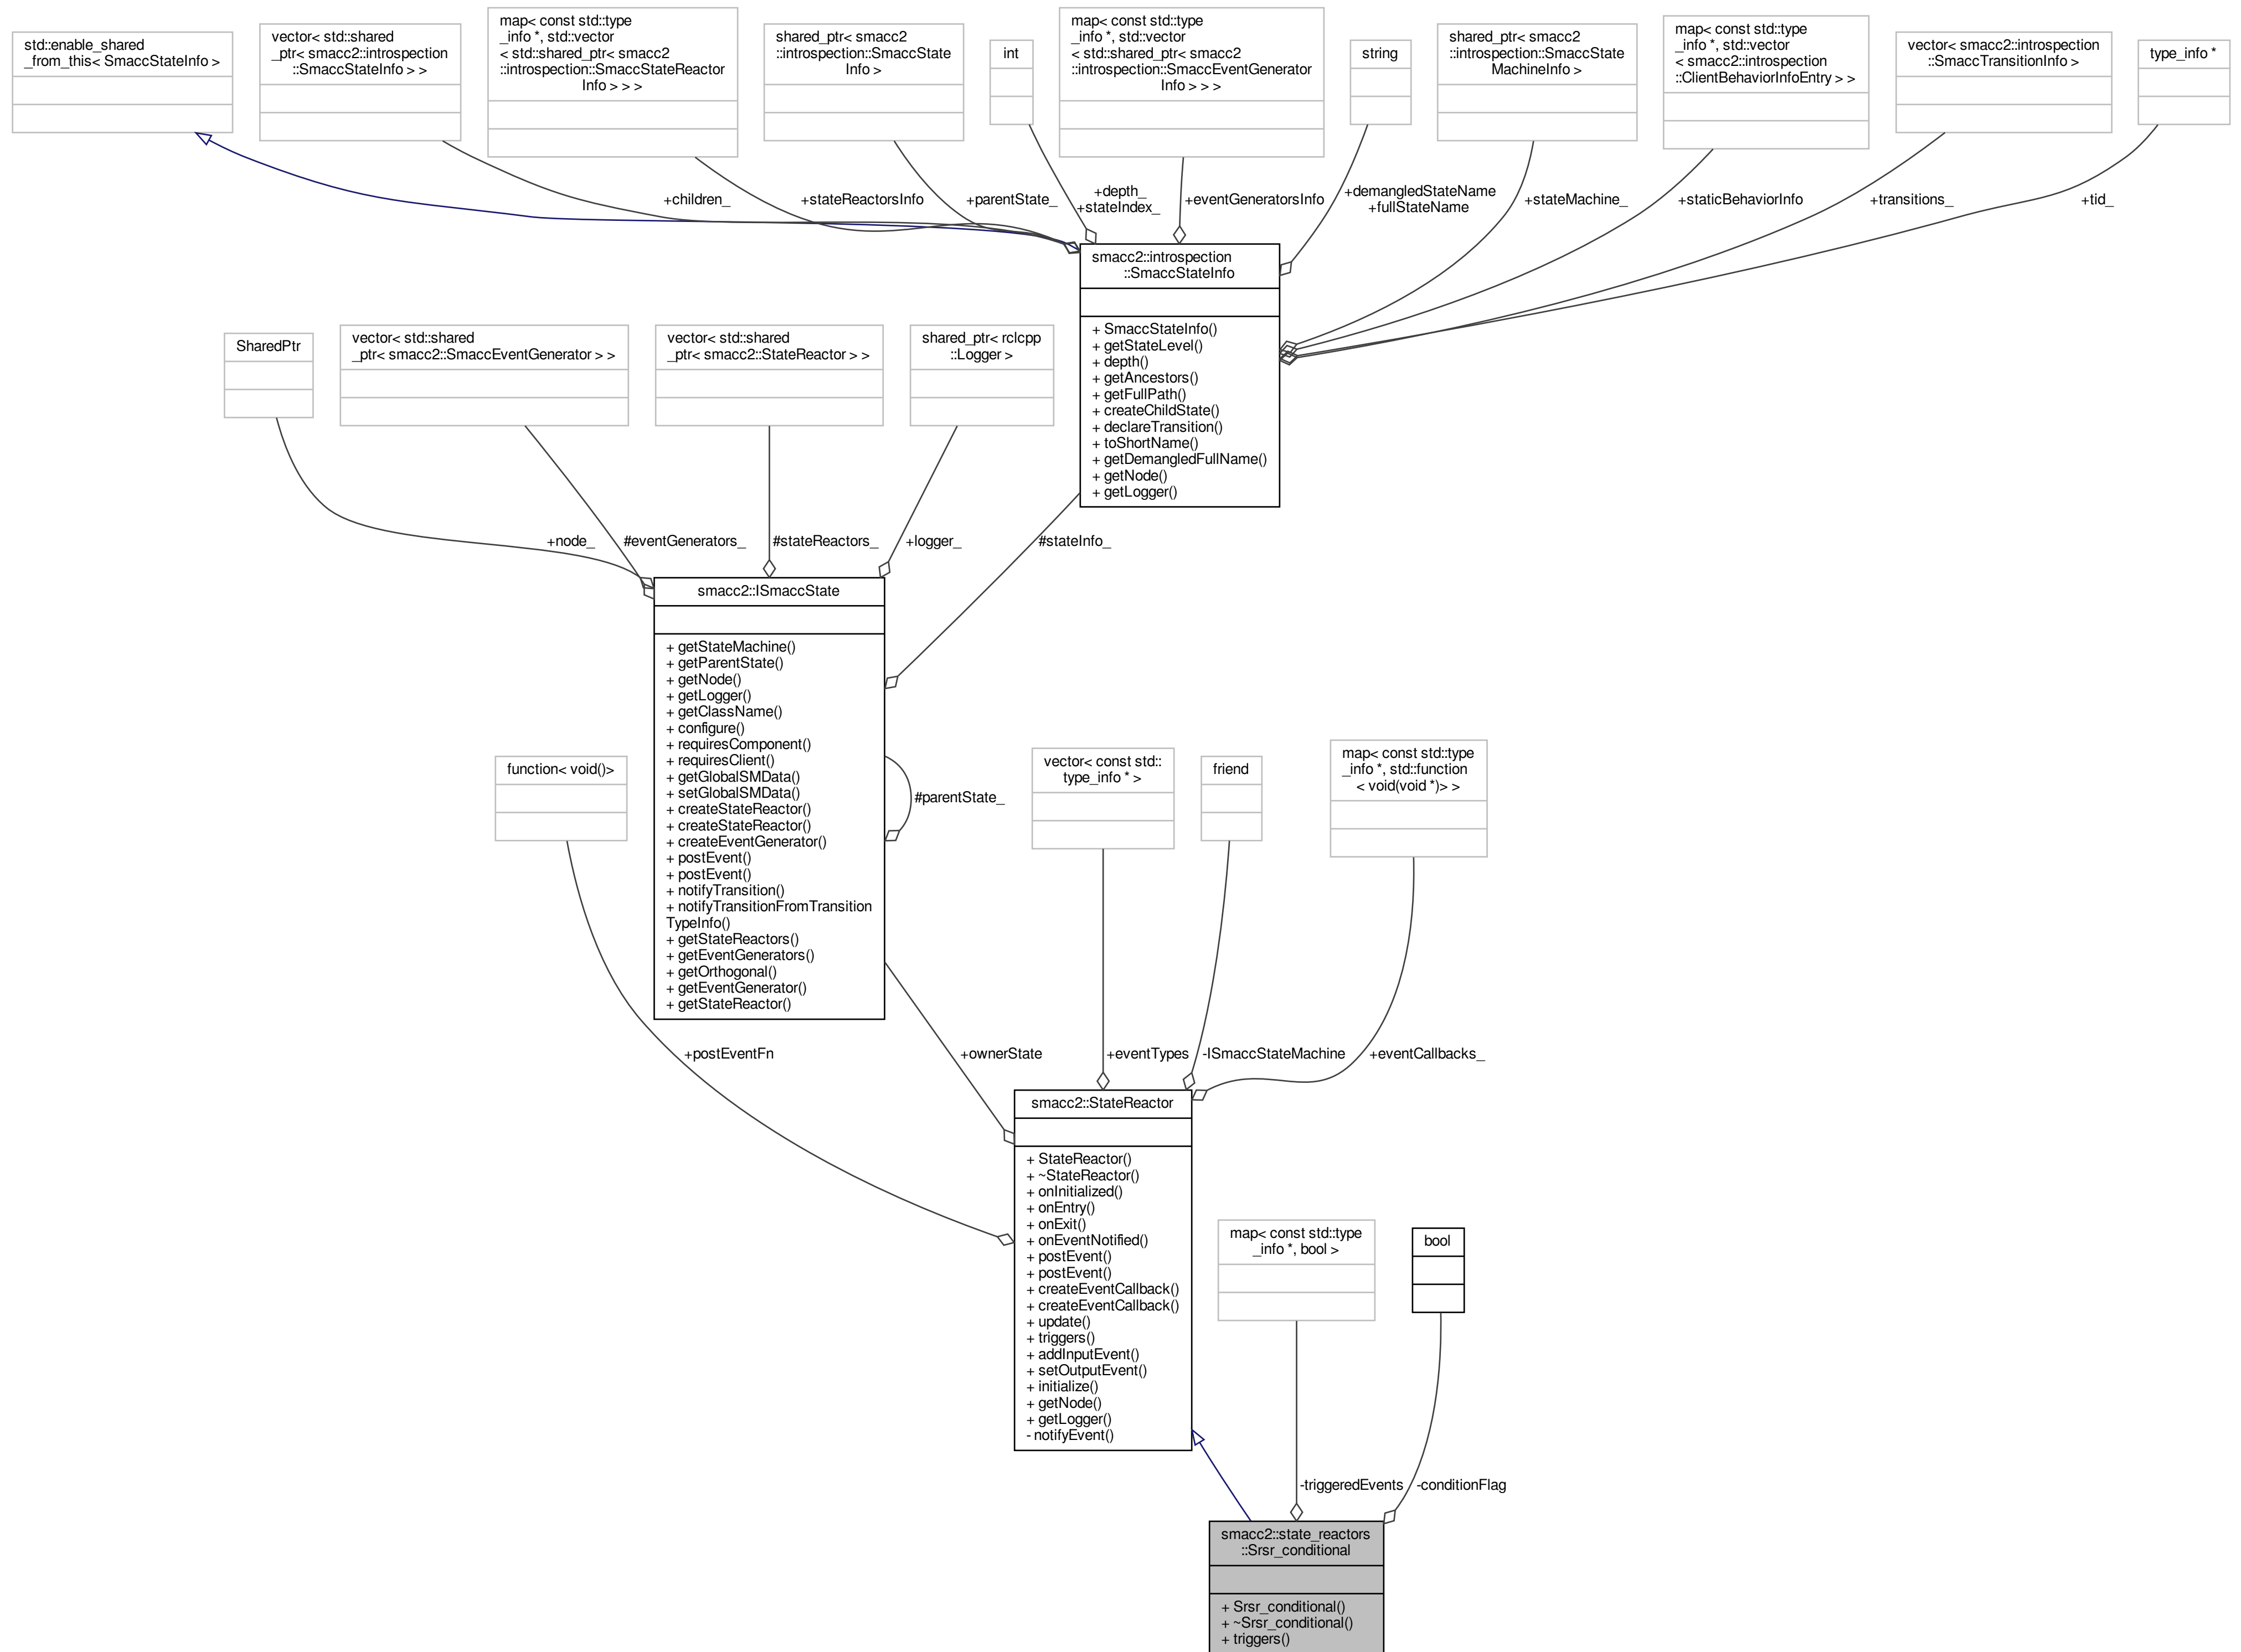 std::enable_shared
_from_this< SmaccStateInfo >
vector< std::shared
_ptr< smacc2::introspection
::SmaccStateInfo > >
map< const std::type
_info *, std::vector
< std::shared_ptr< smacc2
::introspection::SmaccStateReactor
Info > > >
shared_ptr< smacc2
::introspection::SmaccState
Info >
int
map< const std::type
_info *, std::vector
< std::shared_ptr< smacc2
::introspection::SmaccEventGenerator
Info > > >
string
shared_ptr< smacc2
::introspection::SmaccState
MachineInfo >
map< const std::type
_info *, std::vector
< smacc2::introspection
::ClientBehaviorInfoEntry > >
vector< smacc2::introspection
::SmaccTransitionInfo >
type_info *
+children_
+stateReactorsInfo
+parentState_
+depth_
+stateIndex_
+eventGeneratorsInfo
+demangledStateName
+fullStateName
+stateMachine_
+staticBehaviorInfo
+transitions_
+tid_
smacc2::introspection
::SmaccStateInfo
+ SmaccStateInfo()
+ getStateLevel()
+ depth()
+ getAncestors()
+ getFullPath()
+ createChildState()
+ declareTransition()
+ toShortName()
+ getDemangledFullName()
+ getNode()
+ getLogger()
SharedPtr
vector< std::shared
_ptr< smacc2::SmaccEventGenerator > >
vector< std::shared
_ptr< smacc2::StateReactor > >
shared_ptr< rclcpp
::Logger >
+node_
#eventGenerators_
#stateReactors_
+logger_
#stateInfo_
smacc2::ISmaccState
+ getStateMachine()
+ getParentState()
+ getNode()
+ getLogger()
+ getClassName()
+ configure()
+ requiresComponent()
+ requiresClient()
+ getGlobalSMData()
+ setGlobalSMData()
+ createStateReactor()
+ createStateReactor()
+ createEventGenerator()
+ postEvent()
+ postEvent()
+ notifyTransition()
+ notifyTransitionFromTransition
TypeInfo()
+ getStateReactors()
+ getEventGenerators()
+ getOrthogonal()
+ getEventGenerator()
+ getStateReactor()
#parentState_
function< void()>
vector< const std::
type_info * >
friend
map< const std::type
_info *, std::function
< void(void *)> >
+postEventFn
+ownerState
+eventTypes
-ISmaccStateMachine
+eventCallbacks_
smacc2::StateReactor
+ StateReactor()
+ ~StateReactor()
+ onInitialized()
+ onEntry()
+ onExit()
+ onEventNotified()
+ postEvent()
+ postEvent()
+ createEventCallback()
+ createEventCallback()
+ update()
+ triggers()
+ addInputEvent()
+ setOutputEvent()
+ initialize()
+ getNode()
+ getLogger()
- notifyEvent()
map< const std::type
_info *, bool >
bool
-triggeredEvents
-conditionFlag
smacc2::state_reactors
::Srsr_conditional
+ Srsr_conditional()
+ ~Srsr_conditional()
+ triggers()